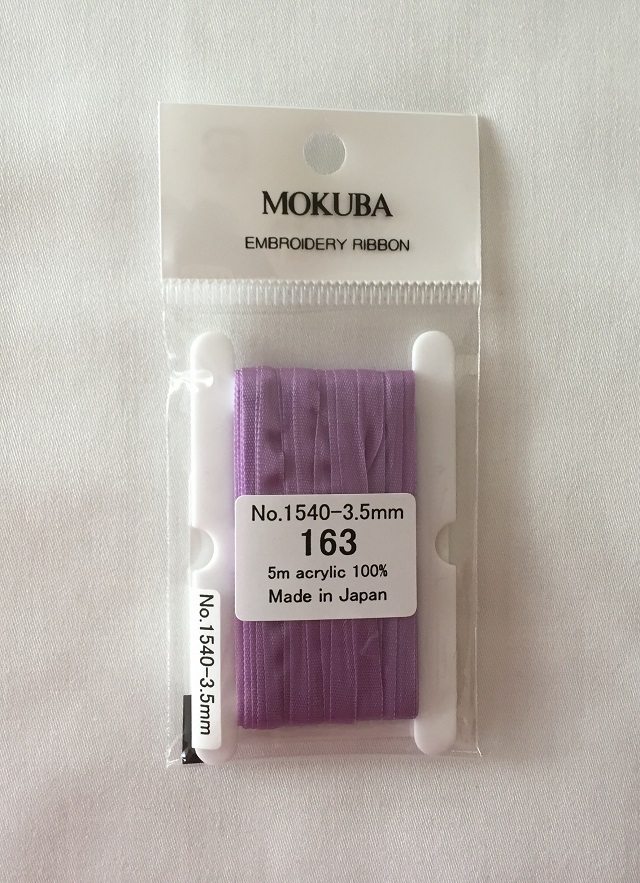 MOKUBA
EMBROIDERY RIBBON
No.1540-3.5mm
163
5m acrylic 100%
Made in Japan
No.1540-3.5mm